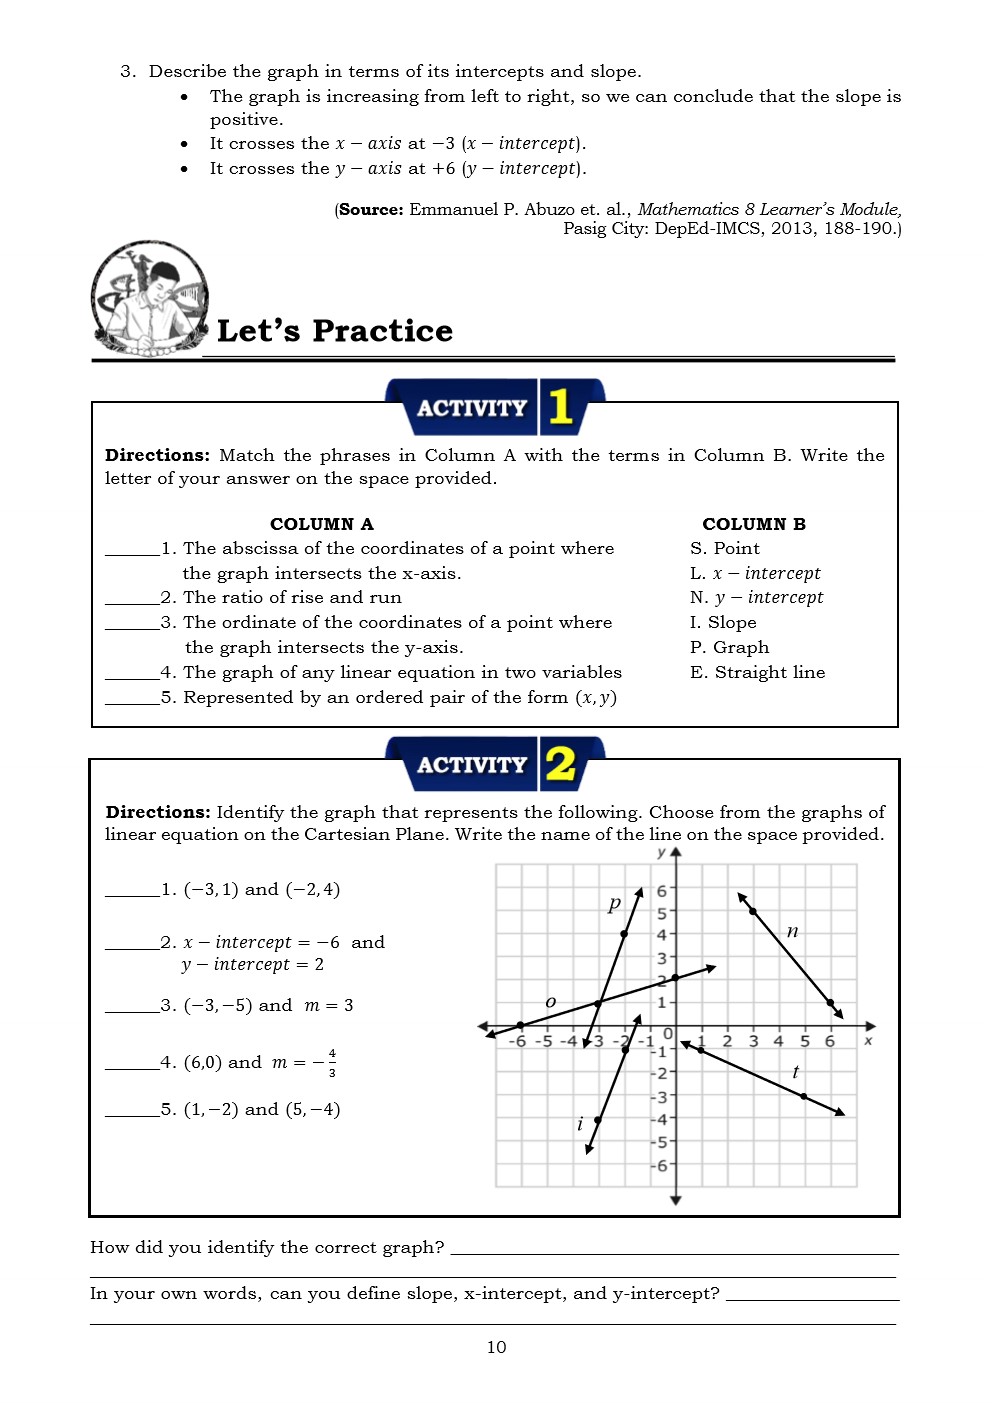 3. Describe the graph in terms of its intercepts and slope.
• The graph is increasing from left to right, so we can conclude that the slope is
positive.
• It crosses the x − axis at −3 (x − intercept).
• It crosses the y − axis at +6 (y − intercept).
(Source: Emmanuel P. Abuzo et. al., Mathematics 8 Learner’s Module,
Pasig City: DepEd-IMCS, 2013, 188-190.)
Let’s Practice
ACTIVITY 1
Directions: Match the phrases in Column A with the terms in Column B. Write the
letter of your answer on the space provided.
COLUMN A COLUMN B
______1. The abscissa of the coordinates of a point where S. Point
the graph intersects the x-axis. L. x − intercept
______2. The ratio of rise and run N. y − intercept
______3. The ordinate of the coordinates of a point where I. Slope
the graph intersects the y-axis. P. Graph
______4. The graph of any linear equation in two variables E. Straight line
______5. Represented by an ordered pair of the form (x, y)
ACTIVITY 2
Directions: Identify the graph that represents the following. Choose from the graphs of
linear equation on the Cartesian Plane. Write the name of the line on the space provided.
______1. (−3, 1) and (−2, 4)
______2. x − intercept = −6 and
y − intercept = 2
______3. (−3, −5) and m = 3
______4. (6,0) and m = −4/3
______5. (1, −2) and (5, −4)
y
6
p
5
n
4
3
2
o
1
-6 -5 -4 -3 -2 -1 0 1 2 3 4 5 6 x
-1
-2
t
-3
-4
i
-5
-6
How did you identify the correct graph? ______
In your own words, can you define slope, x-intercept, and y-intercept? ______
10